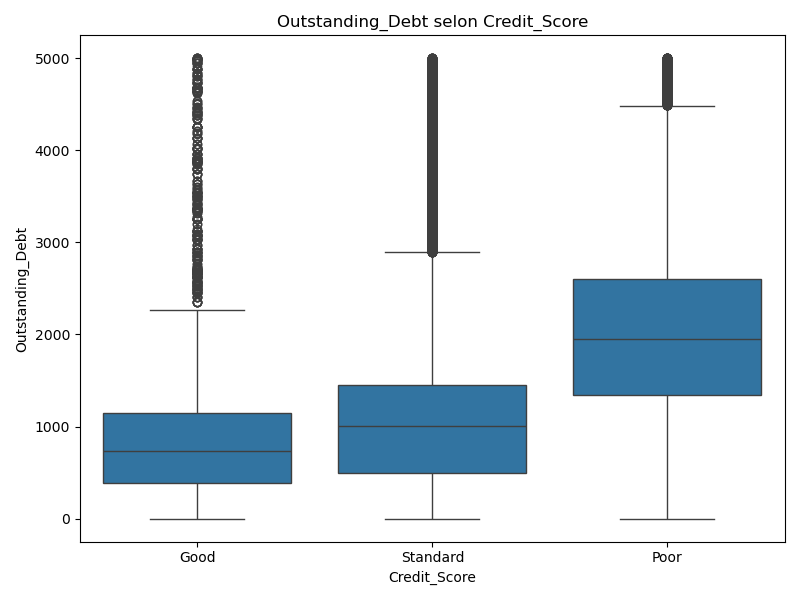 Outstanding_Debt selon Credit_Score
Outstanding_Debt
5000
4000
3000
2000
1000
0
Good
Standard
Poor
Credit_Score